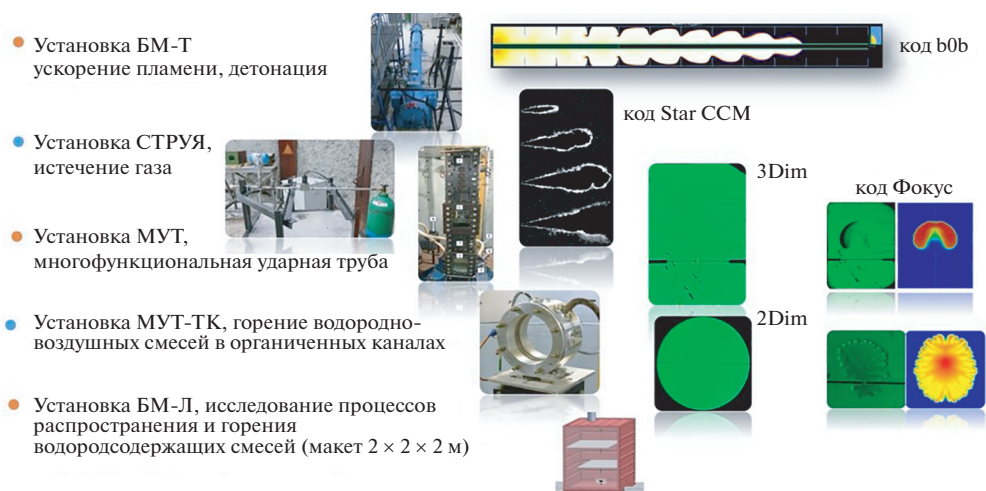 Установка БМ-Т
ускорение пламени, детонация
код b0b
Установка СТРУЯ,
истечение газа
код Star CCM
3Dim
код Фокус
Установка МУТ,
многофункциональная ударная труба
Установка МУТ-ТК, горение водородно-
воздушных смесей в органиченных каналах
2Dim
Установка БМ-Л, исследование процессов
распространения и горения
водородсодержащих смесей (макет 2 × 2 × 2 м)